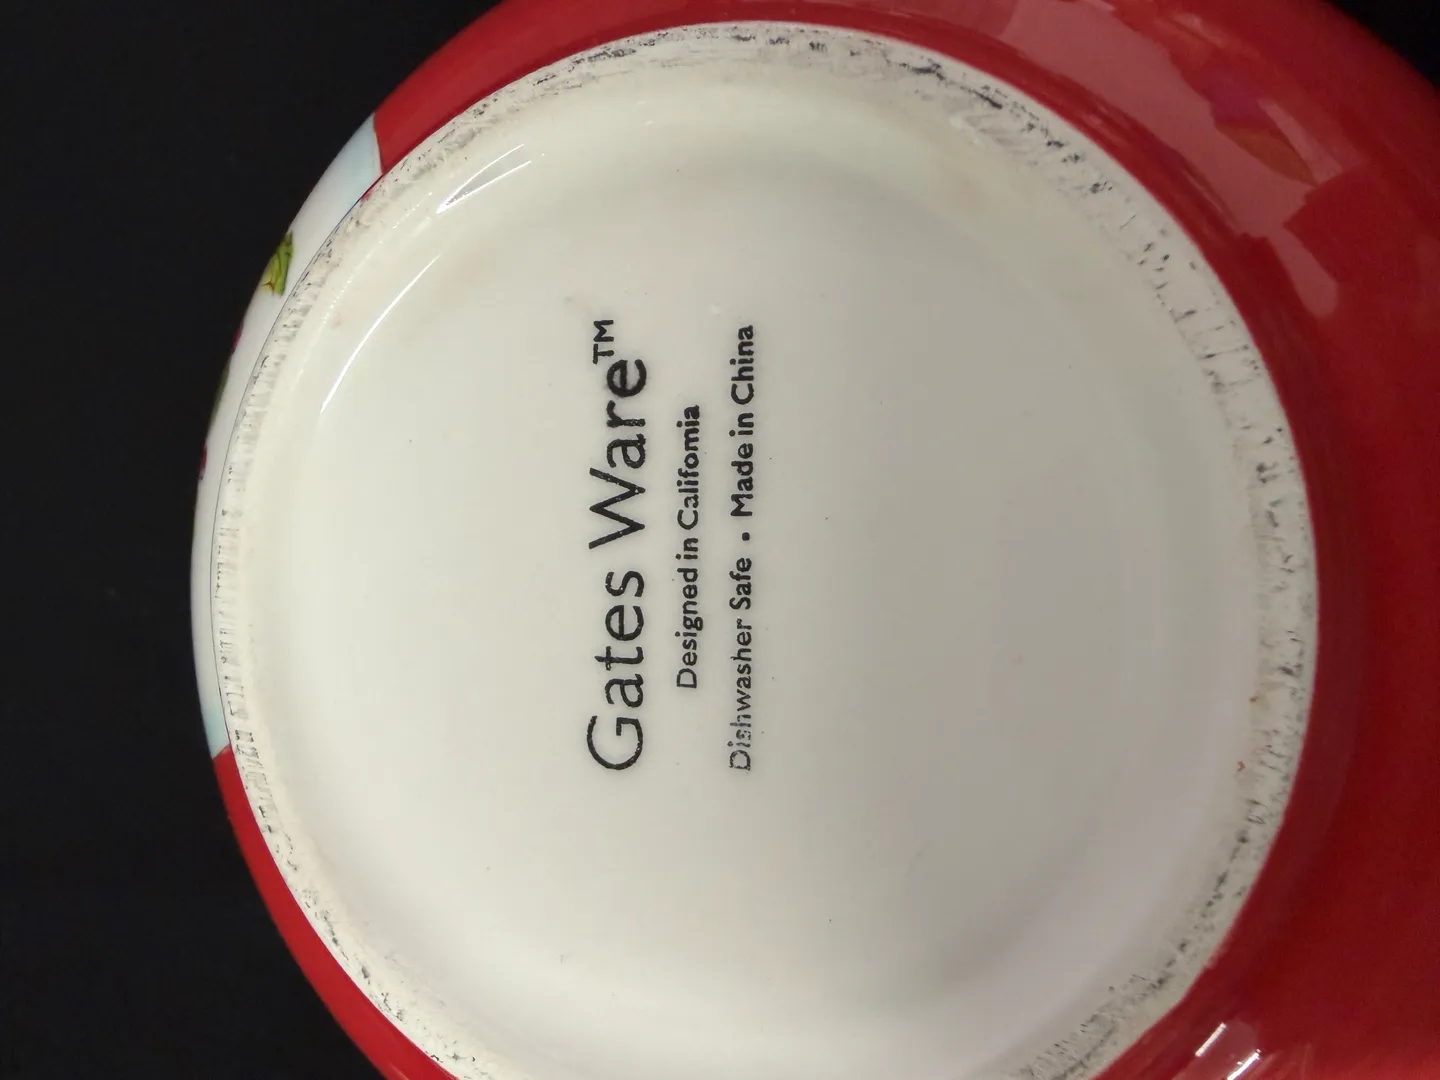 Gates Ware™
Designed in California
Dishwasher Safe • Made in China